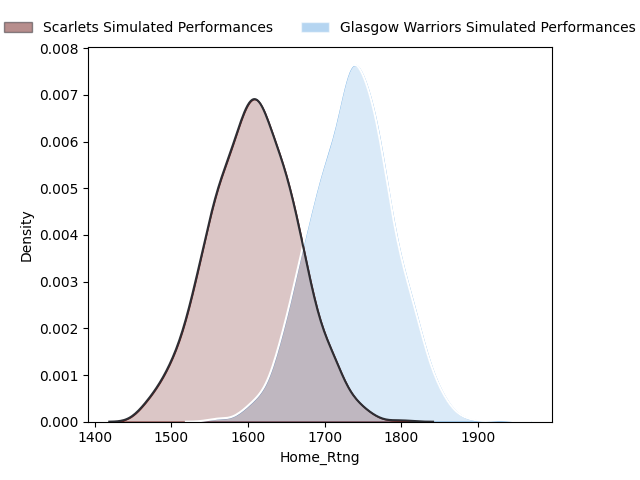 Scarlets Simulated Performances Glasgow Warriors Simulated Performances
0.008
0.007
0.006
0.005
0.004
0.003
0.002
0.001
0.000
Density
1400 1500 1600 1700 1800 1900
Home_Rtng